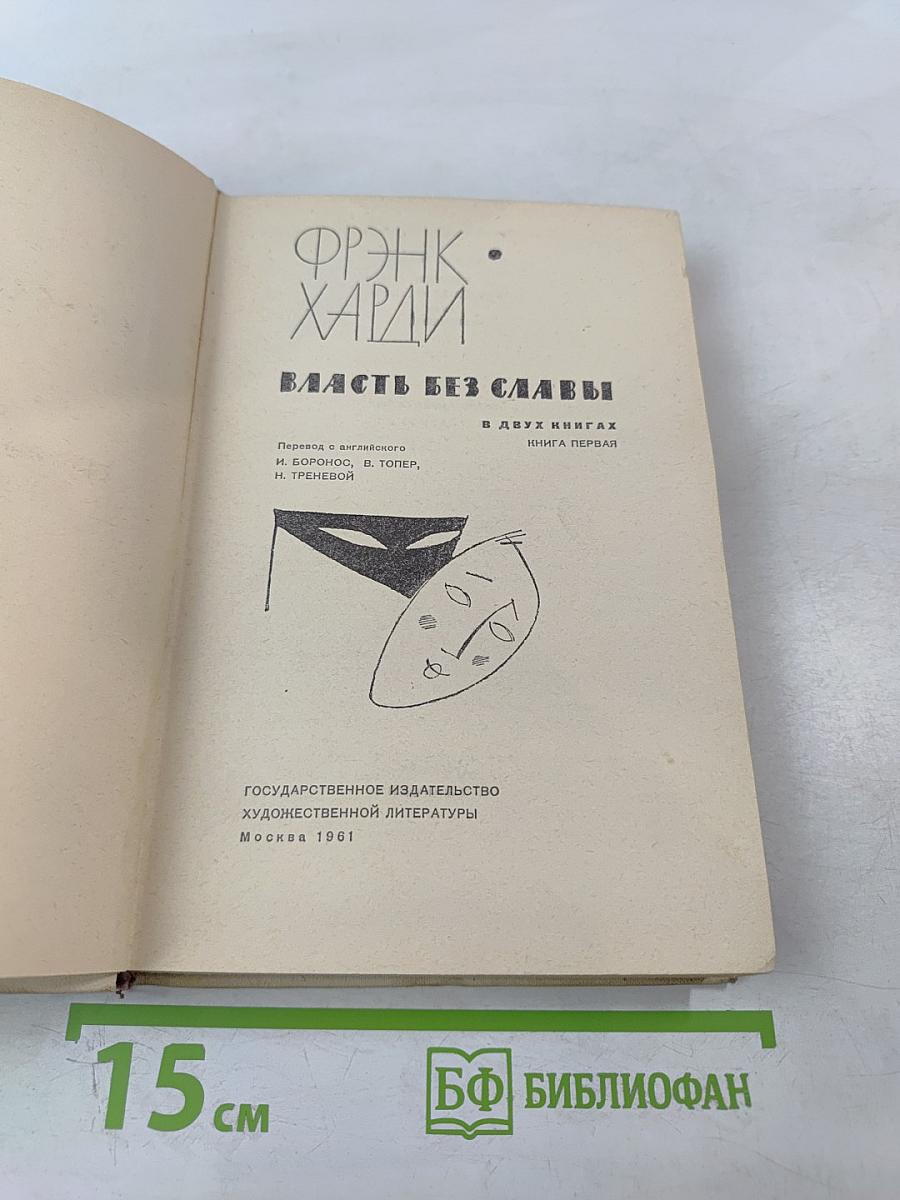 ФРЭНК
ХАРДИ
ВЛАСТЬ БЕЗ СЛАВЫ
В ДВУХ КНИГАХ
КНИГА ПЕРВАЯ
Перевод с английского
И. БОРОНОС, В. ТОПЕР,
Н. ТРЕНЕВОЙ
ГОСУДАРСТВЕННОЕ ИЗДАТЕЛЬСТВО
ХУДОЖЕСТВЕННОЙ ЛИТЕРАТУРЫ
Москва 1961
15 см
БФ БИБЛИОФАН